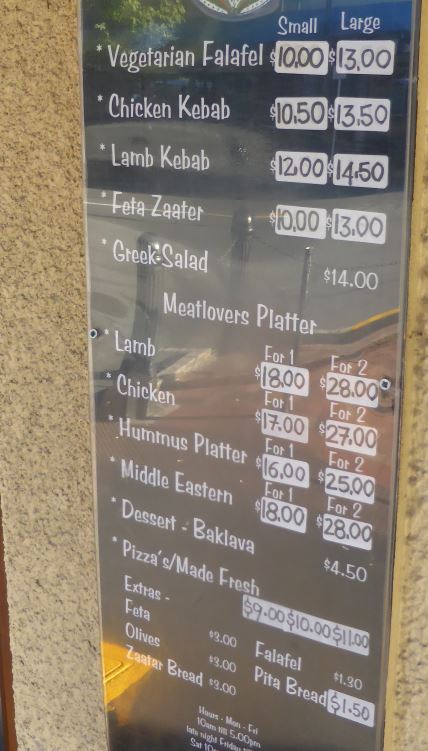 Small Large
* Vegetarian Falafel $10.00 $13.00
* Chicken Kebab $10.50 $13.50
* Lamb Kebab $12.00 $14.50
* Feta Zaater $10.00 $13.00
* Greek Salad $14.00
Meatlovers Platter
For 1 For 2
* Lamb $18.00 $28.00
For 1 For 2
* Chicken $17.00 $27.00
For 1 For 2
* Hummus Platter $16.00 $25.00
For 1 For 2
* Middle Eastern $18.00 $28.00
* Dessert - Baklava $4.50
* Pizza's/Made Fresh $9.00 $10.00 $11.00
Extras -
Feta $3.00 Falafel $1.30
Olives $3.00 Pita Bread $1.50
Zaatar Bread $3.00
Hours - Mon - Fri
10am till 5.00pm
late night Friday
Sat